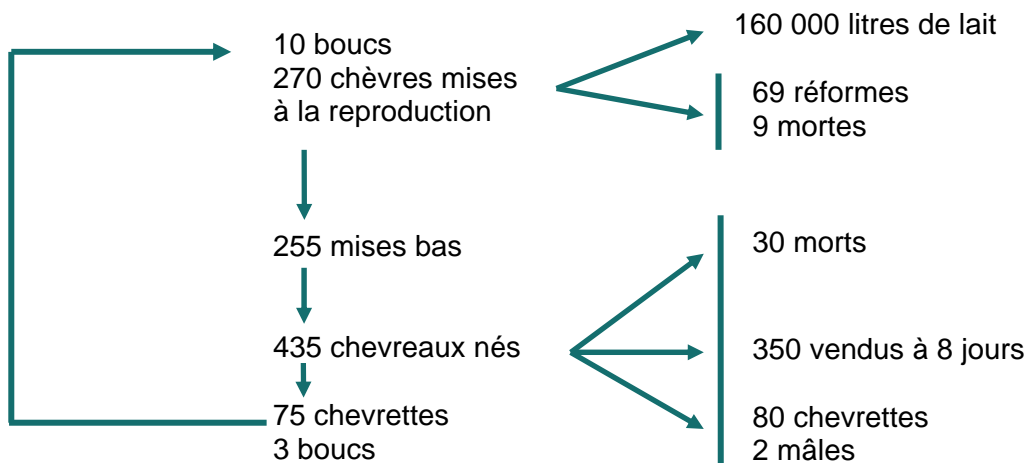 160 000 litres de lait
10 boucs
270 chèvres mises
à la reproduction
69 réformes
9 mortes
255 mises bas
30 morts
435 chevreaux nés
350 vendus à 8 jours
75 chevrettes
3 boucs
80 chevrettes
2 mâles